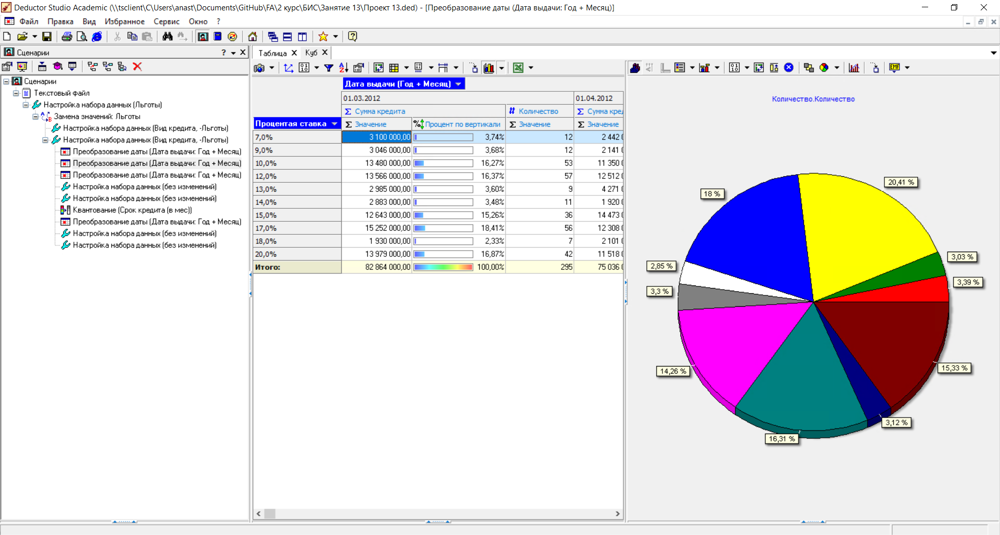 Deductor Studio Academic (\\tsclient\C\Users\anast\Documents\GitHub\FA\2 курс\БИС\Занятие 13\Проект 13.ded) - [Преобразование даты (Дата выдачи: Год + Месяц)]
Файл Правка Вид Избранное Сервис Окно ?
Сценарии
Сценарии
Текстовый файл
Настройка набора данных (Льготы)
Замена значений: Льготы
Настройка набора данных (Вид кредита, -Льготы)
Настройка набора данных (Вид кредита, -Льготы)
Преобразование даты (Дата выдачи: Год + Месяц)
Преобразование даты (Дата выдачи: Год + Месяц)
Преобразование даты (Дата выдачи: Год + Месяц)
Настройка набора данных (без изменений)
Настройка набора данных (без изменений)
Квантование (Срок кредита (в мес))
Преобразование даты (Дата выдачи: Год + Месяц)
Настройка набора данных (без изменений)
Настройка набора данных (без изменений)
Таблица Куб
Дата выдачи (Год + Месяц)
01.03.2012 01.04.2012
Σ Сумма кредита # Количество Σ Сумма кре
Процентая ставка Σ Значение % Процент по вертикали Σ Значение Σ Значение
7,0% 3 100 000,00 3,74% 12 2 442 0
9,0% 3 046 000,00 3,68% 12 2 141 0
10,0% 13 480 000,00 16,27% 53 11 350 0
12,0% 13 566 000,00 16,37% 57 12 512 0
13,0% 2 985 000,00 3,60% 9 4 271 0
14,0% 2 883 000,00 3,48% 11 1 920 0
15,0% 12 643 000,00 15,26% 36 14 473 0
17,0% 15 252 000,00 18,41% 56 12 308 0
18,0% 1 930 000,00 2,33% 7 2 101 0
20,0% 13 979 000,00 16,87% 42 11 518 0
Итого: 82 864 000,00 100,00% 295 75 036 0
Количество.Количество
20,41 %
18 %
3,03 %
2,85 %
3,39 %
3,3 %
15,33 %
14,26 %
3,12 %
16,31 %